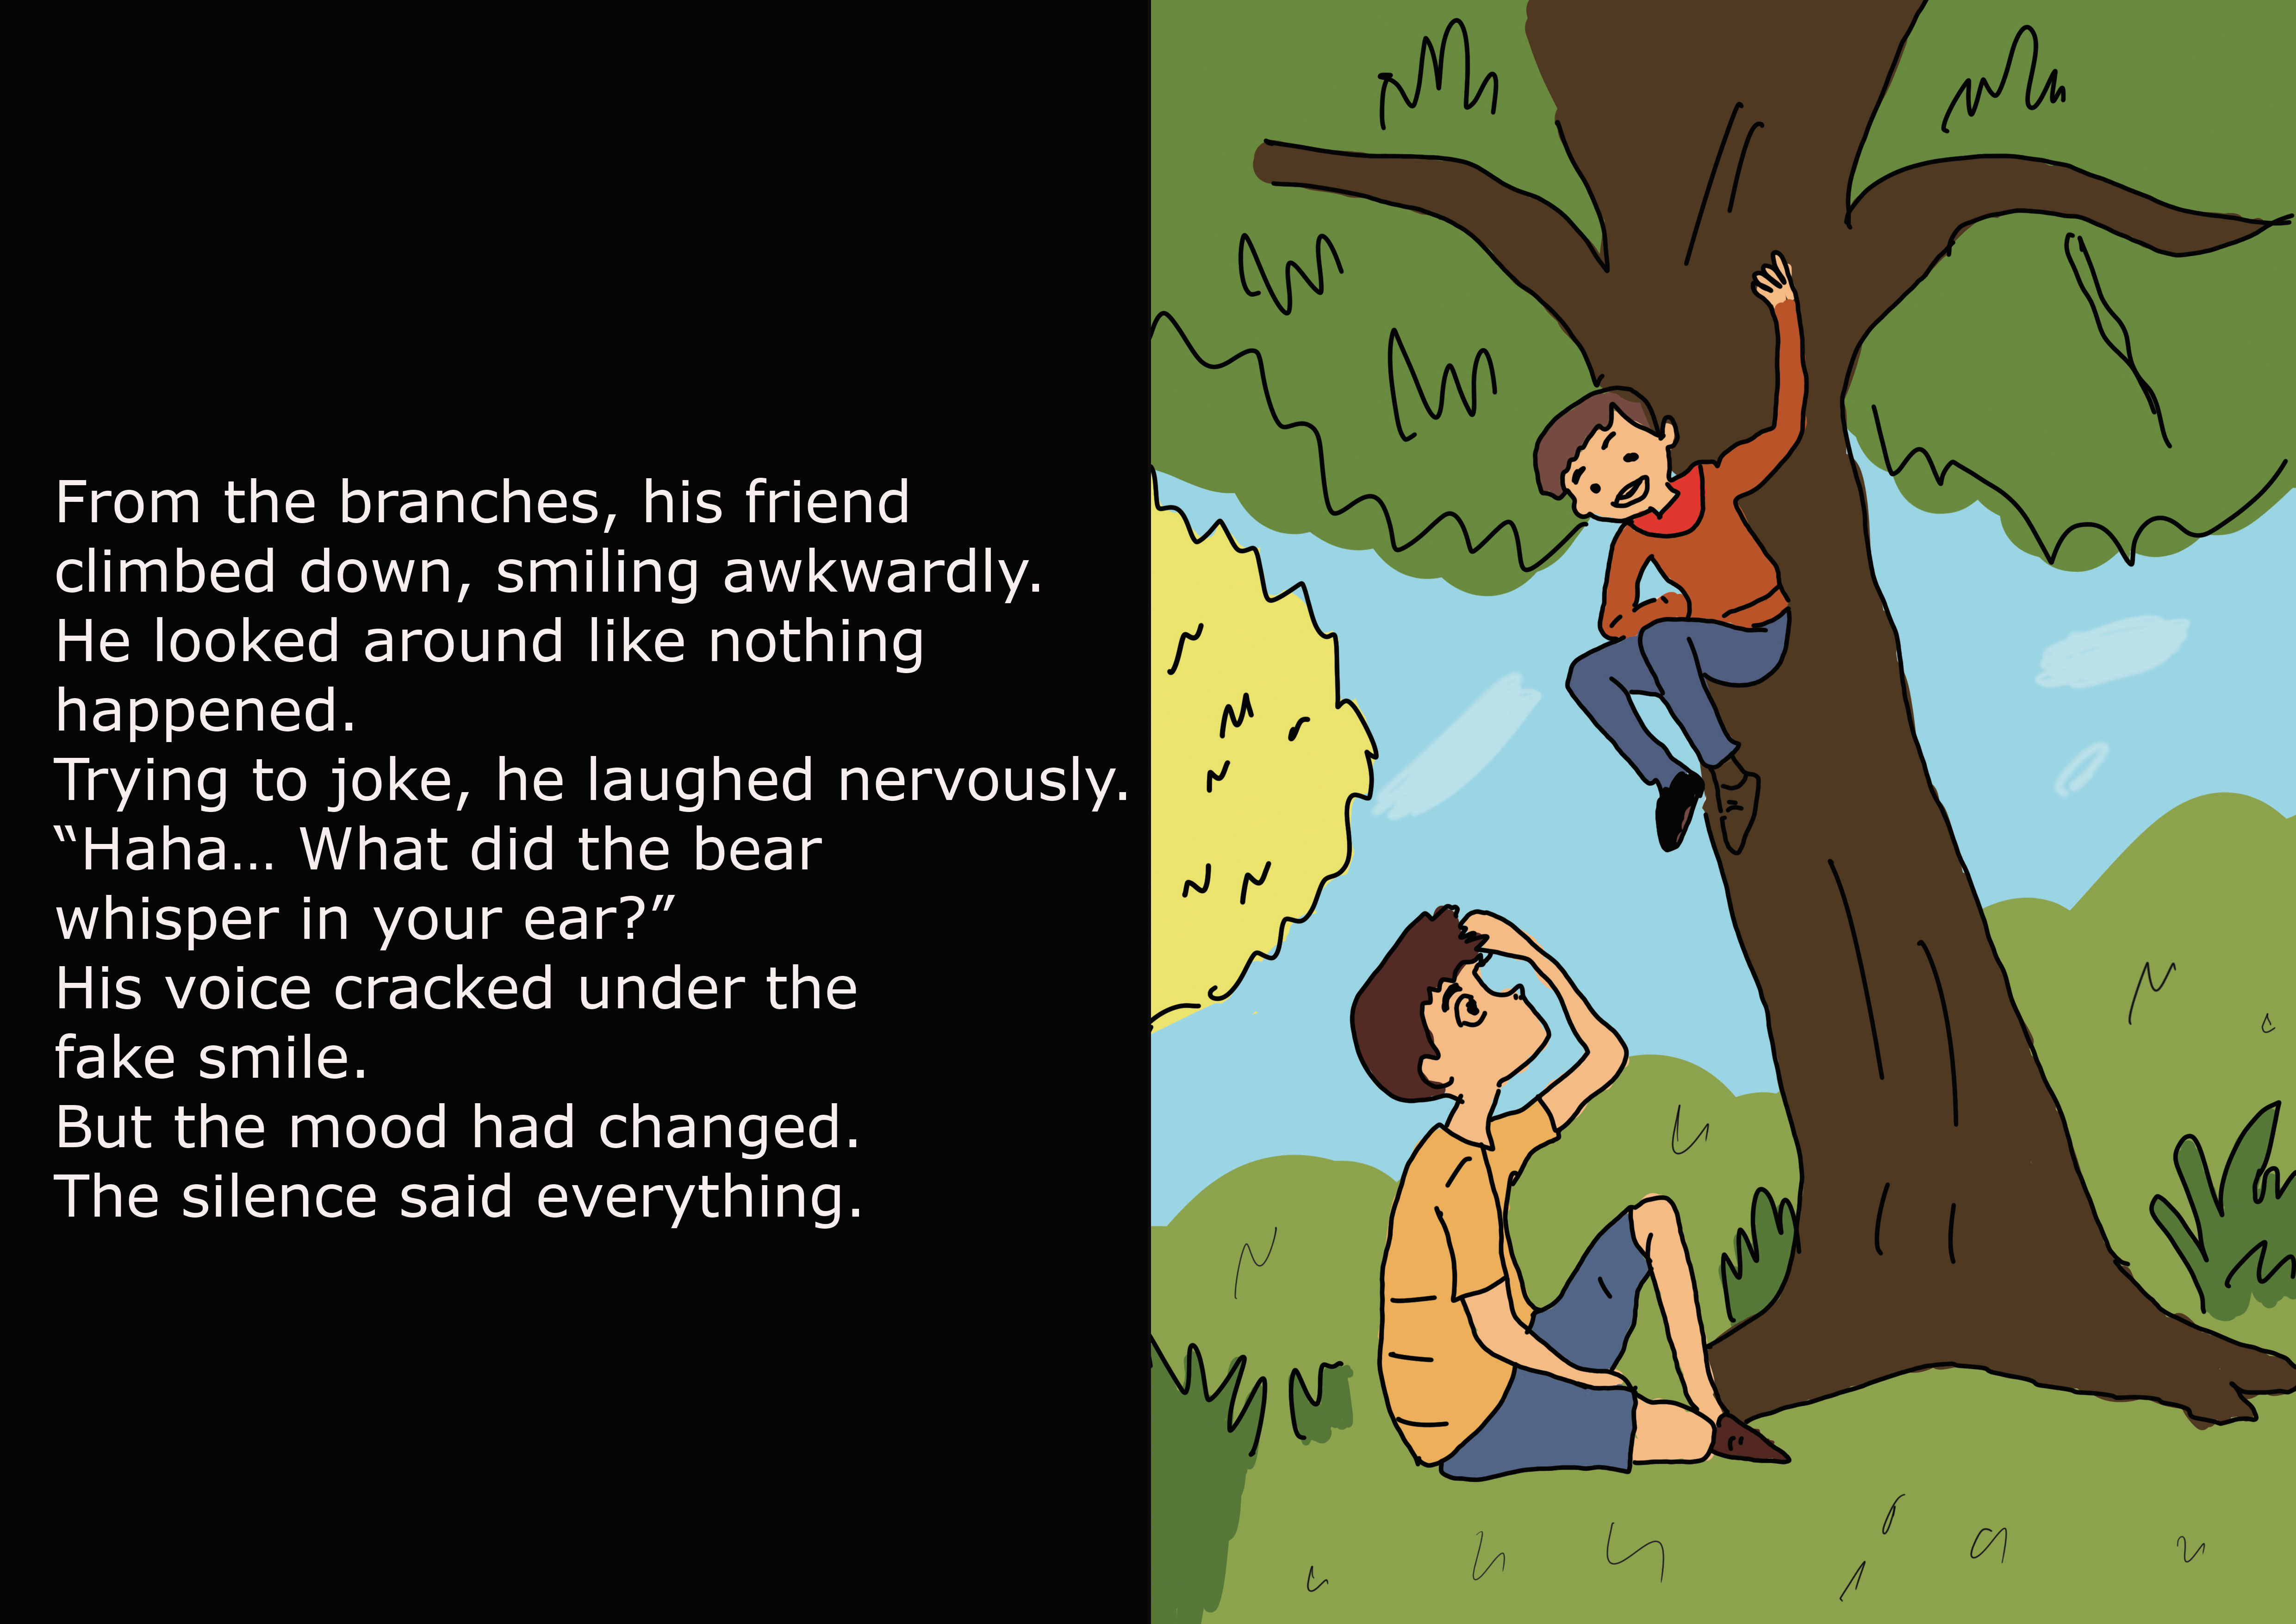 From the branches, his friend
climbed down, smiling awkwardly.
He looked around like nothing
happened.
Trying to joke, he laughed nervously.
“Haha… What did the bear
whisper in your ear?”
His voice cracked under the
fake smile.
But the mood had changed.
The silence said everything.